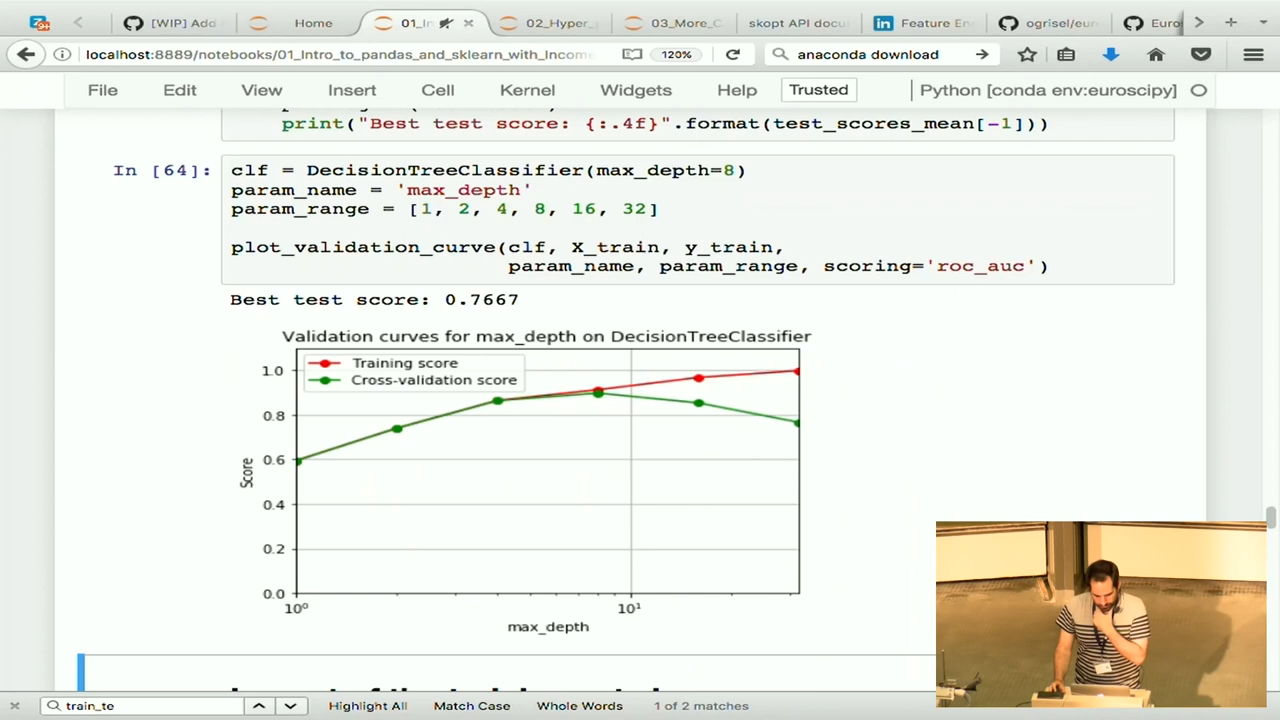 [WIP] Add
Home
01_In
02_Hyper_
03_More_C
skopt API docu
Feature En
ogrisel/eur
Euros
localhost:8889/notebooks/01_Intro_to_pandas_and_sklearn_with_Income
120%
anaconda download
File Edit View Insert Cell Kernel Widgets Help Trusted Python [conda env:euroscipy]
print("Best test score: {:.4f}".format(test_scores_mean[-1]))
In [64]: clf = DecisionTreeClassifier(max_depth=8)
param_name = 'max_depth'
param_range = [1, 2, 4, 8, 16, 32]
plot_validation_curve(clf, X_train, y_train,
param_name, param_range, scoring='roc_auc')
Best test score: 0.7667
Validation curves for max_depth on DecisionTreeClassifier
Training score
Cross-validation score
1.0
0.8
0.6
0.4
0.2
0.0
Score
10⁰ 10¹
max_depth
train_te
Highlight All Match Case Whole Words 1 of 2 matches